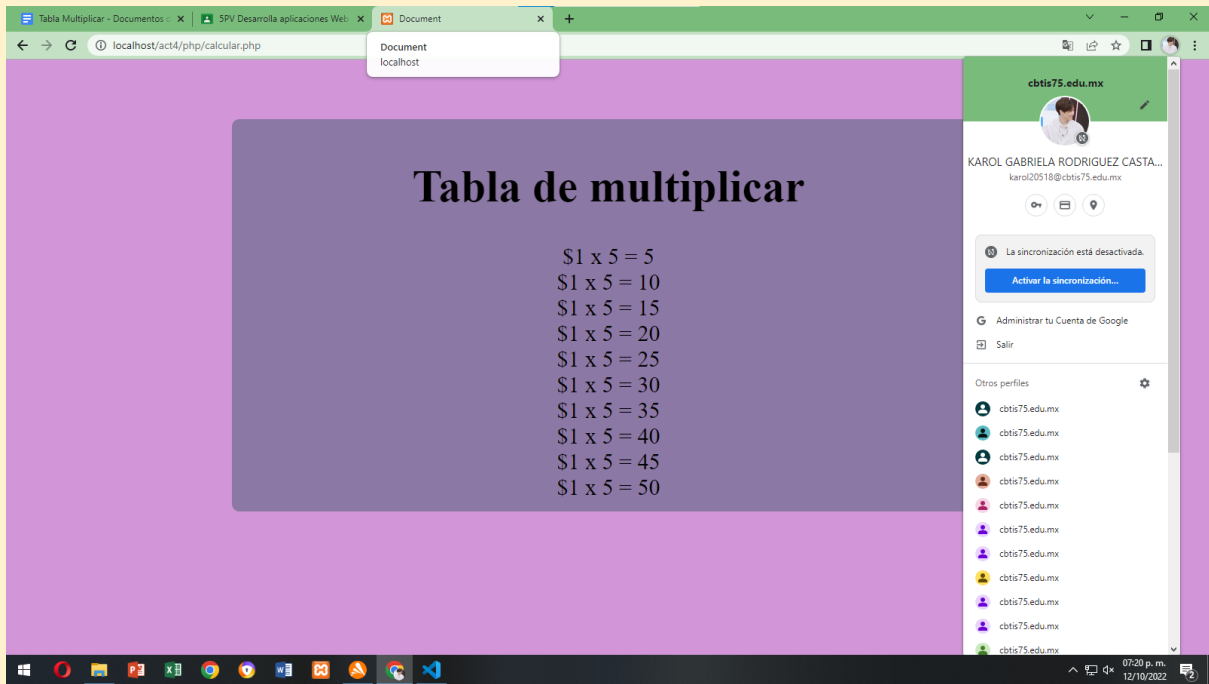 Tabla Multiplicar - Documentos d
5PV Desarrolla aplicaciones Web
Document
localhost/act4/php/calcular.php
Document
localhost
Tabla de multiplicar
$1 x 5 = 5
$1 x 5 = 10
$1 x 5 = 15
$1 x 5 = 20
$1 x 5 = 25
$1 x 5 = 30
$1 x 5 = 35
$1 x 5 = 40
$1 x 5 = 45
$1 x 5 = 50
cbtis75.edu.mx
KAROL GABRIELA RODRIGUEZ CASTA...
karol20518@cbtis75.edu.mx
La sincronización está desactivada.
Activar la sincronización...
G Administrar tu Cuenta de Google
Salir
Otros perfiles
cbtis75.edu.mx
cbtis75.edu.mx
cbtis75.edu.mx
cbtis75.edu.mx
cbtis75.edu.mx
cbtis75.edu.mx
cbtis75.edu.mx
cbtis75.edu.mx
cbtis75.edu.mx
cbtis75.edu.mx
cbtis75.edu.mx
07:20 p. m.
12/10/2022
2